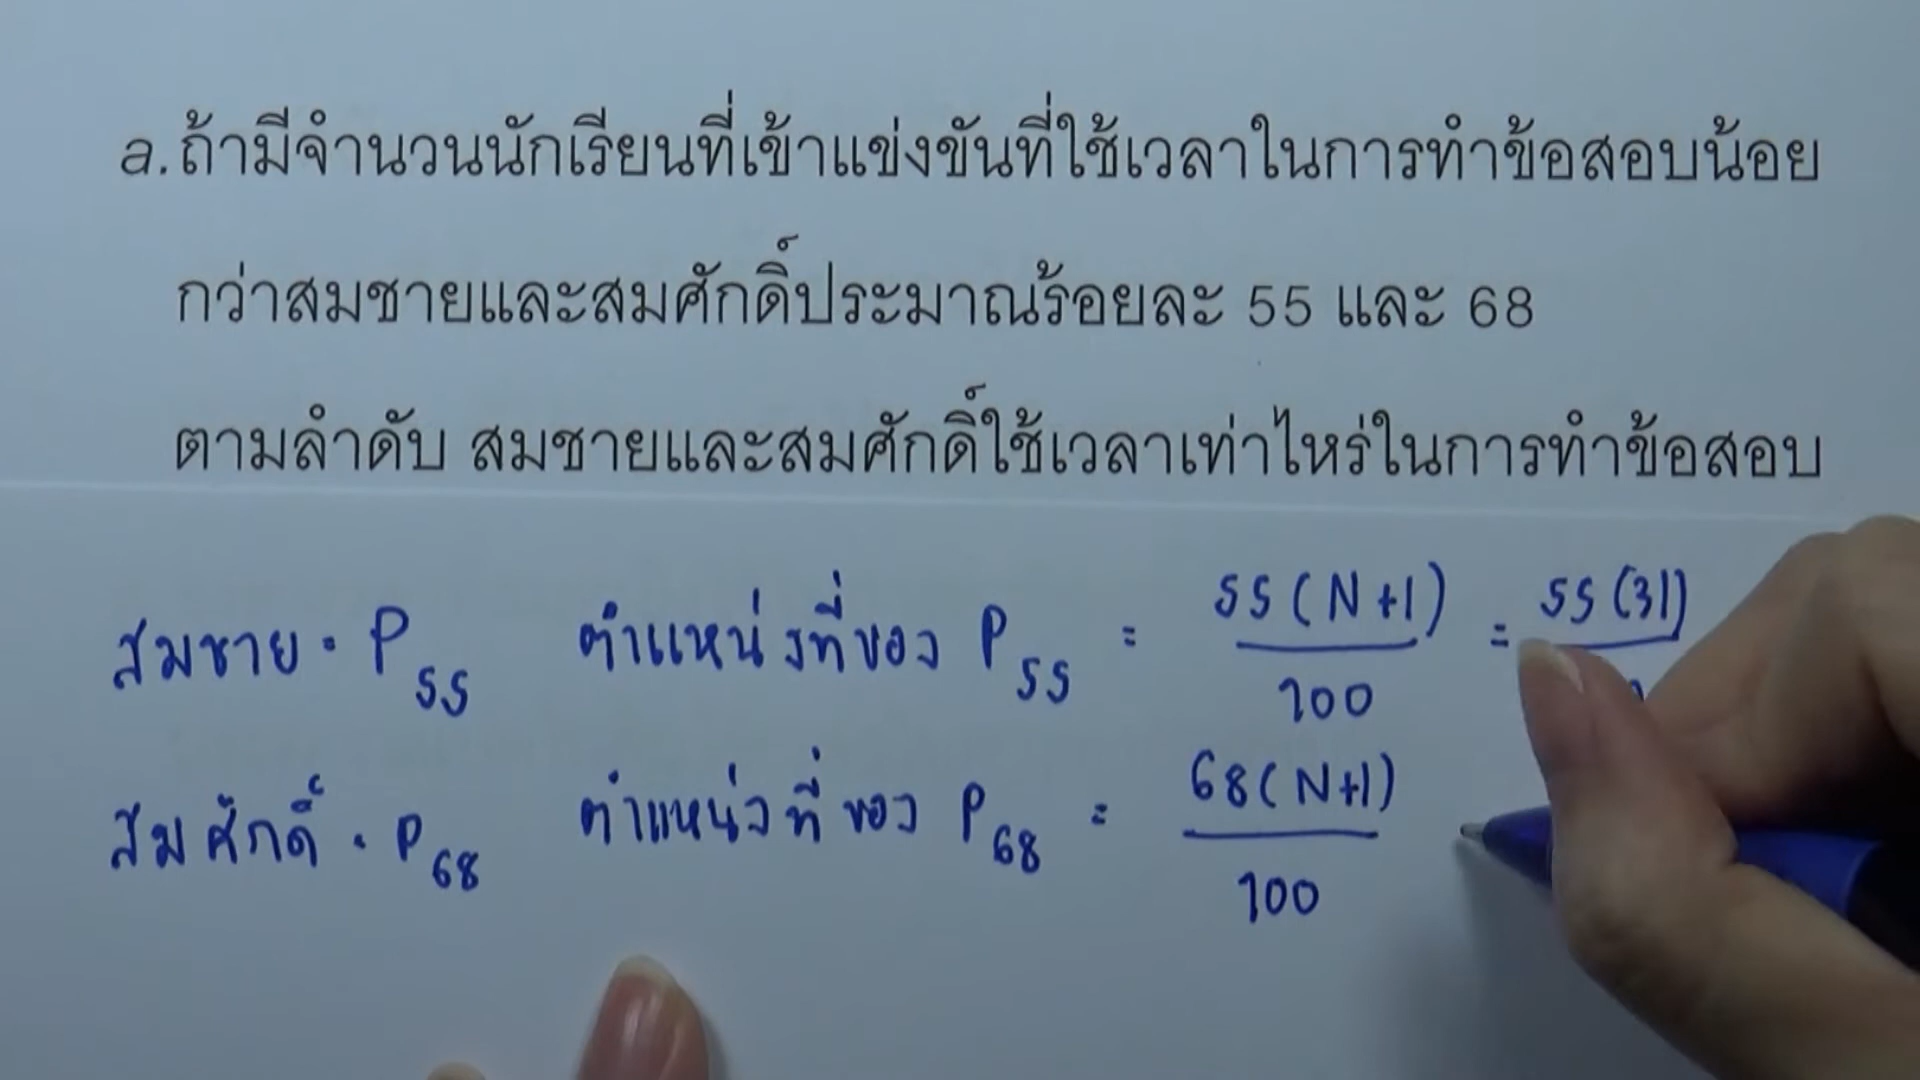 a. ถ้ามีจำนวนนักเรียนที่เข้าแข่งขันที่ใช้เวลาในการทำข้อสอบน้อย
กว่าสมชายและสมศักดิ์ประมาณร้อยละ 55 และ 68
ตามลำดับ สมชายและสมศักดิ์ใช้เวลาเท่าไหร่ในการทำข้อสอบ
สมชาย = P55 ตำแหน่งที่ของ P55 = 55(N+1)/100 = 55(31)
สมศักดิ์ = P68 ตำแหน่งที่ของ P68 = 68(N+1)/100